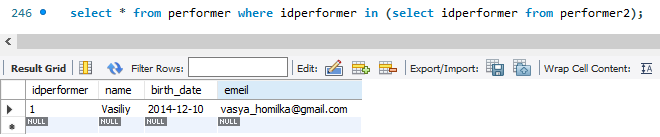 246 select * from performer where idperformer in (select idperformer from performer2);
Result Grid Filter Rows: Edit: Export/Import: Wrap Cell Content: IA
idperformer name birth_date emeil
1 Vasiliy 2014-12-10 vasya_homilka@gmail.com
NULL NULL NULL NULL